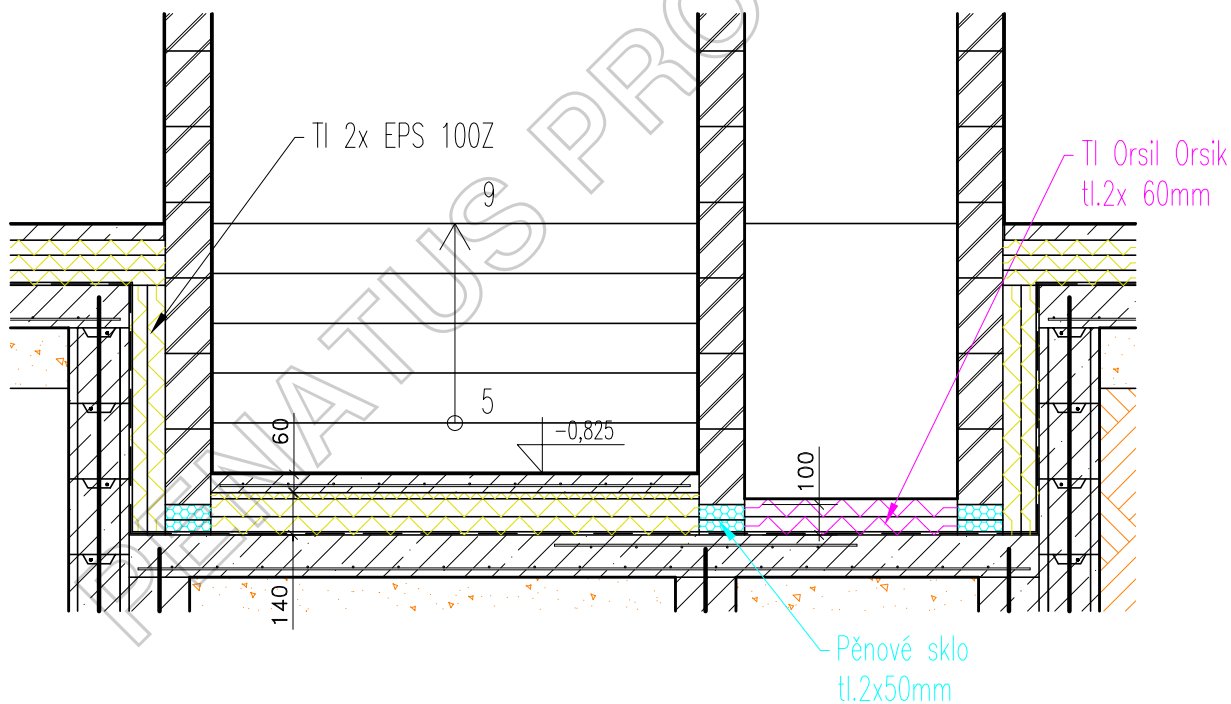 PENATUS PRO
TI 2x EPS 100Z
TI Orsil Orsik
tl.2x 60mm
9
5
60
-0,825
100
140
Pěnové sklo
tl.2x50mm